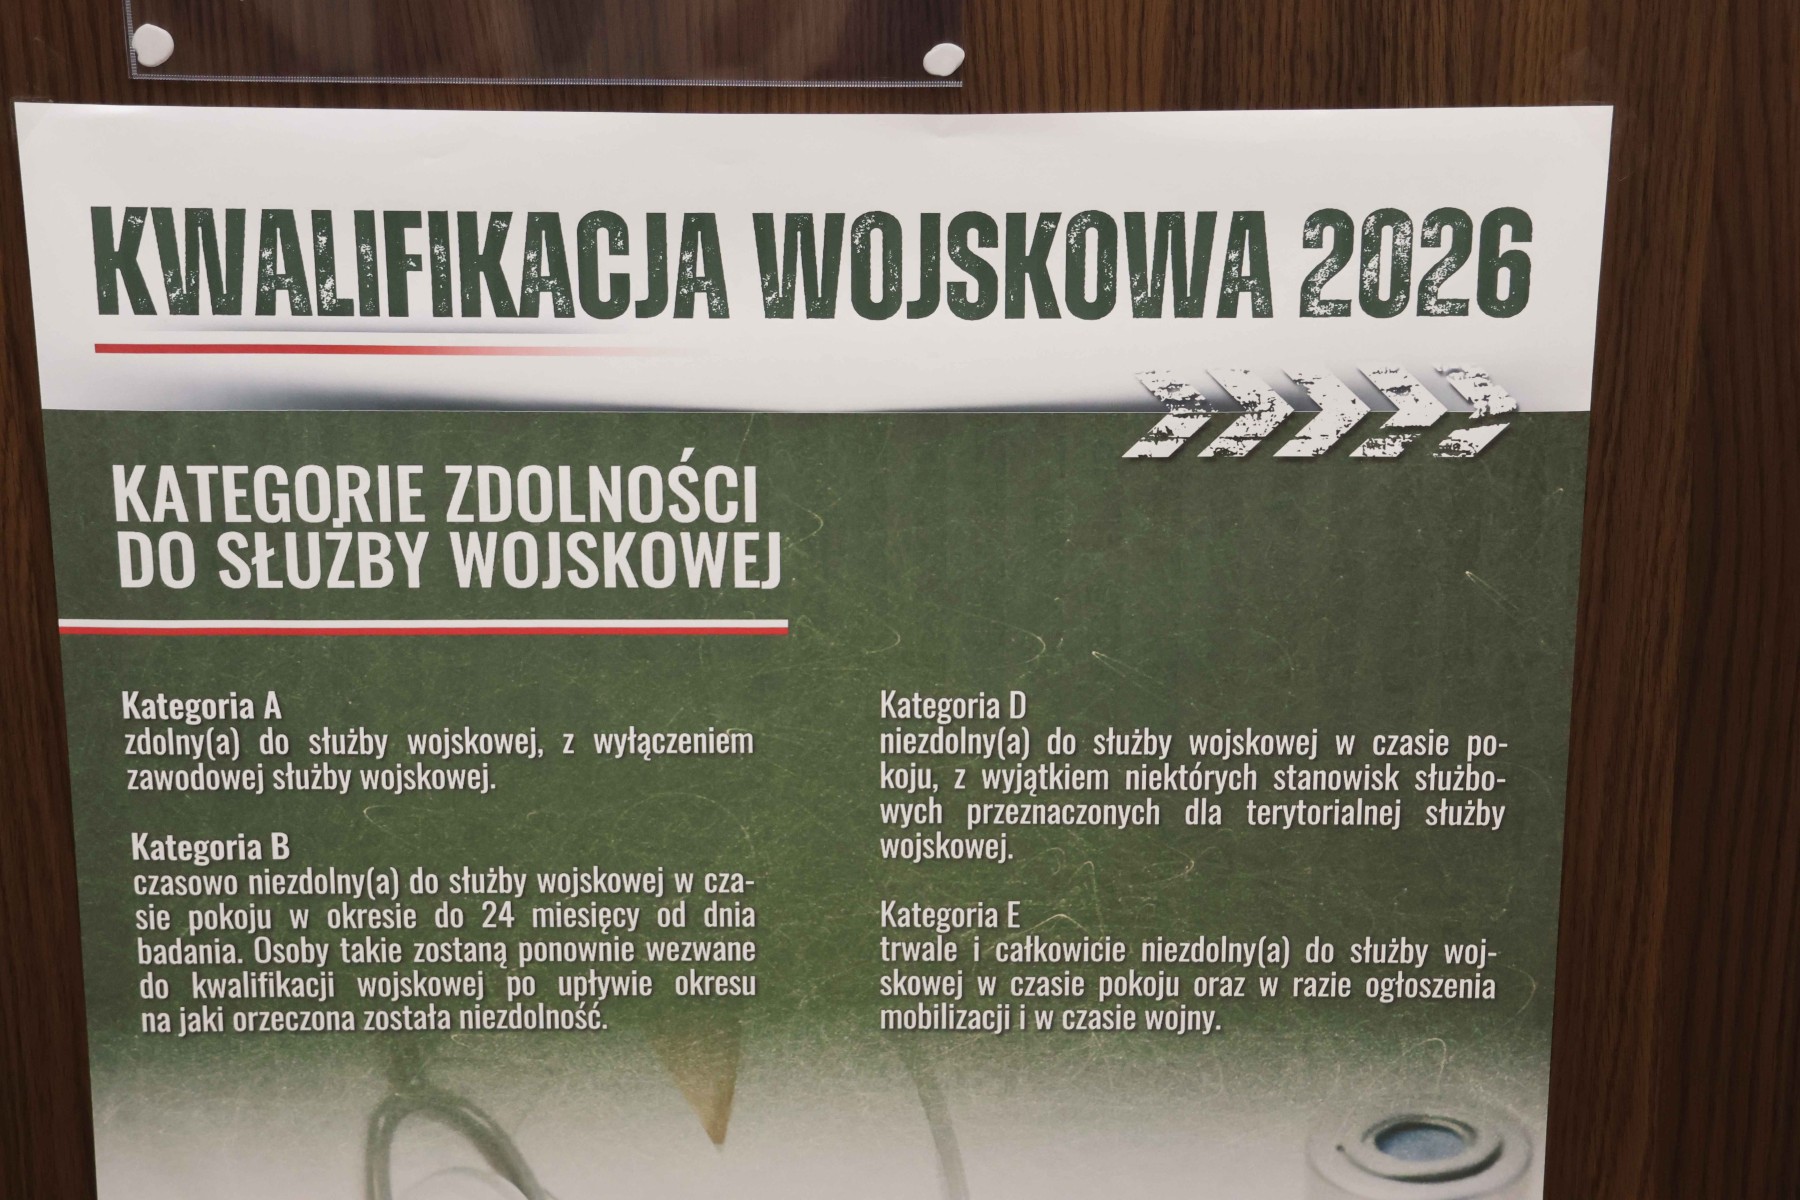 KWALIFIKACJA WOJSKOWA 2026
KATEGORIE ZDOLNOŚCI
DO SŁUŻBY WOJSKOWEJ
Kategoria A
zdolny(a) do służby wojskowej, z wyłączeniem
zawodowej służby wojskowej.
Kategoria B
czasowo niezdolny(a) do służby wojskowej w cza-
sie pokoju w okresie do 24 miesięcy od dnia
badania. Osoby takie zostaną ponownie wezwane
do kwalifikacji wojskowej po upływie okresu
na jaki orzeczona została niezdolność.
Kategoria D
niezdolny(a) do służby wojskowej w czasie po-
koju, z wyjątkiem niektórych stanowisk służbo-
wych przeznaczonych dla terytorialnej służby
wojskowej.
Kategoria E
trwale i całkowicie niezdolny(a) do służby woj-
skowej w czasie pokoju oraz w razie ogłoszenia
mobilizacji i w czasie wojny.